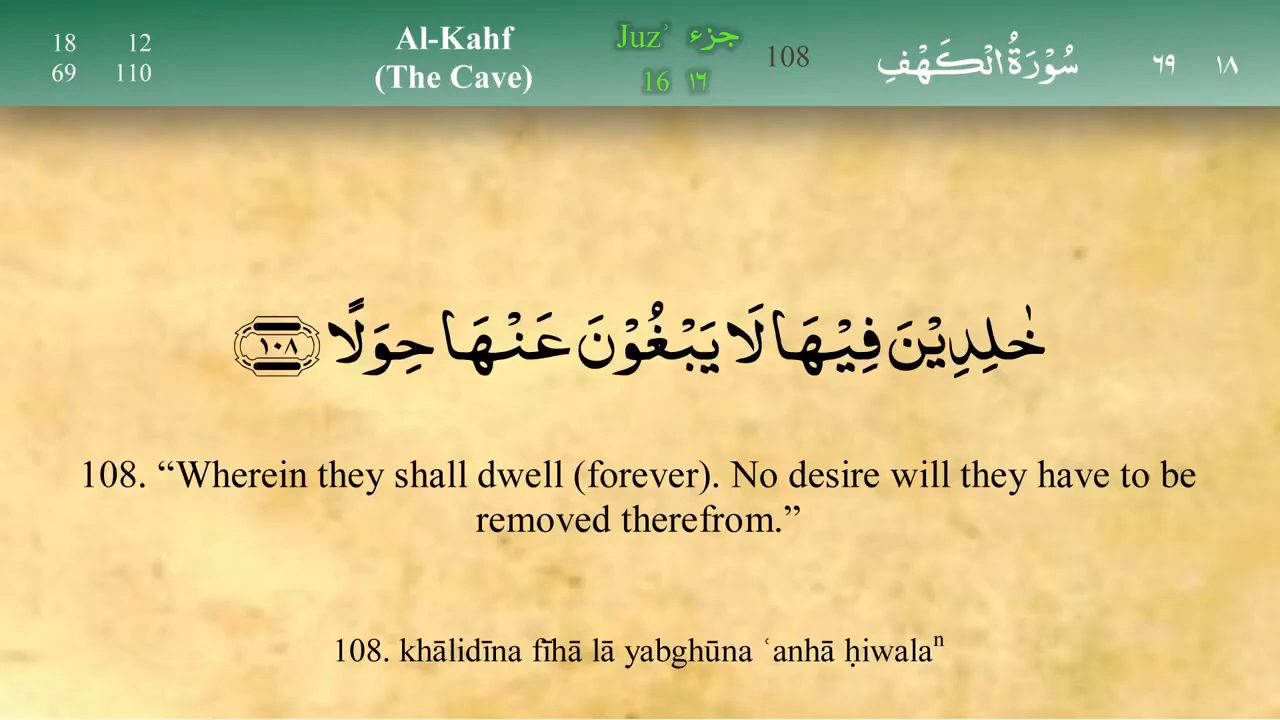 18 12
69 110
Al-Kahf
(The Cave)
Juzʾ جزء
16 ١٦
108
سُوْرَةُ الْكَهْفِ
٦٩ ١٨
خٰلِدِيْنَ فِيْهَا لَا يَبْغُوْنَ عَنْهَا حِوَلًا ١٠٨
108. “Wherein they shall dwell (forever). No desire will they have to be
removed therefrom.”
108. khālidīna fīhā lā yabghūna ʿanhā ḥiwalaⁿ